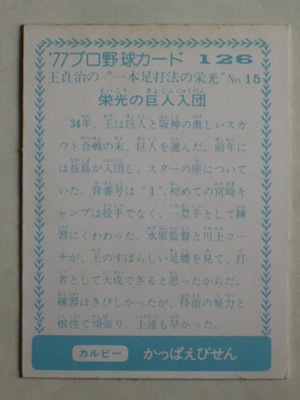 '77プロ野球カード 126
王貞治の "一本足打法の栄光" No.15
栄光の巨人入団
34年、王は巨人と阪神の激しいスカ
ウト合戦の末、巨人を選んだ。前年に
は長島が入団し、スターの座につい
ていた。背番号は"1"、初めての宮崎キ
ャンプは投手でなく、一塁手として練
習にくわわった。水原監督と川上コー
チが、王のすばらしい足腰を見て、打
者として大成できると思ったからだ。
練習はきびしかったが、持前の努力と
根性で頑張り、上達も早かった。
カルビー かっぱえびせん